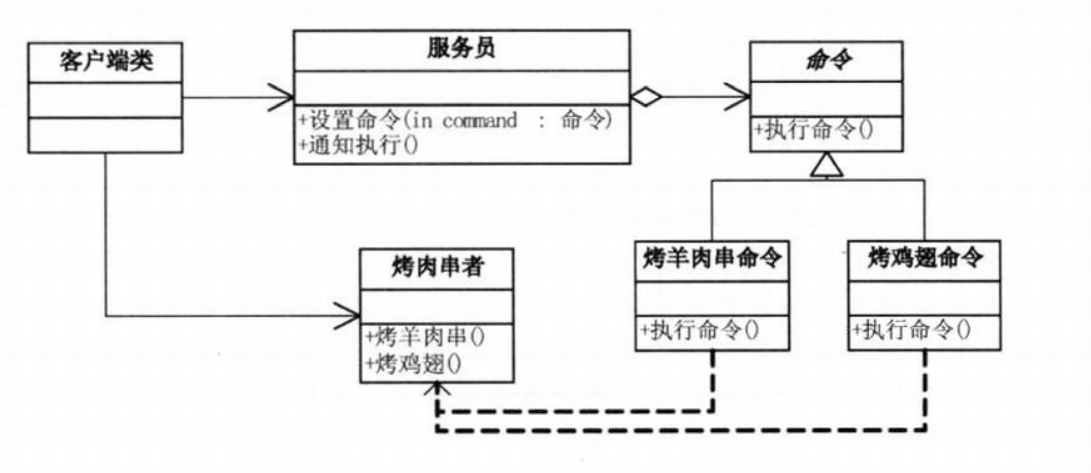 客户端类
服务员
+设置命令(in command : 命令)
+通知执行()
命令
+执行命令()
烤肉串者
+烤羊肉串()
+烤鸡翅()
烤羊肉串命令
+执行命令()
烤鸡翅命令
+执行命令()